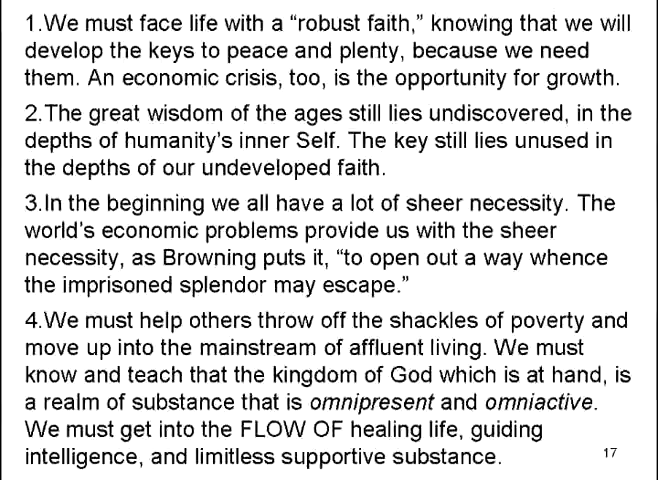 1.We must face life with a “robust faith,” knowing that we will
develop the keys to peace and plenty, because we need
them. An economic crisis, too, is the opportunity for growth.
2.The great wisdom of the ages still lies undiscovered, in the
depths of humanity’s inner Self. The key still lies unused in
the depths of our undeveloped faith.
3.In the beginning we all have a lot of sheer necessity. The
world’s economic problems provide us with the sheer
necessity, as Browning puts it, “to open out a way whence
the imprisoned splendor may escape.”
4.We must help others throw off the shackles of poverty and
move up into the mainstream of affluent living. We must
know and teach that the kingdom of God which is at hand, is
a realm of substance that is omnipresent and omniactive.
We must get into the FLOW OF healing life, guiding
intelligence, and limitless supportive substance.
17